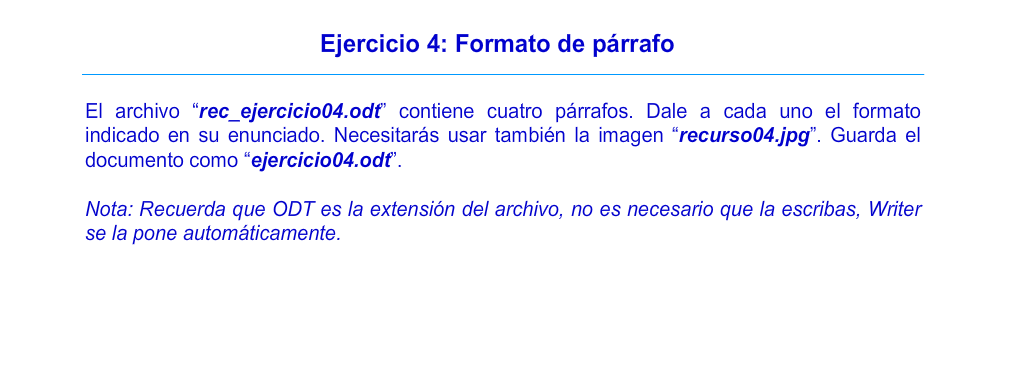 Ejercicio 4: Formato de párrafo
El archivo “rec_ejercicio04.odt” contiene cuatro párrafos. Dale a cada uno el formato
indicado en su enunciado. Necesitarás usar también la imagen “recurso04.jpg”. Guarda el
documento como “ejercicio04.odt”.
Nota: Recuerda que ODT es la extensión del archivo, no es necesario que la escribas, Writer
se la pone automáticamente.